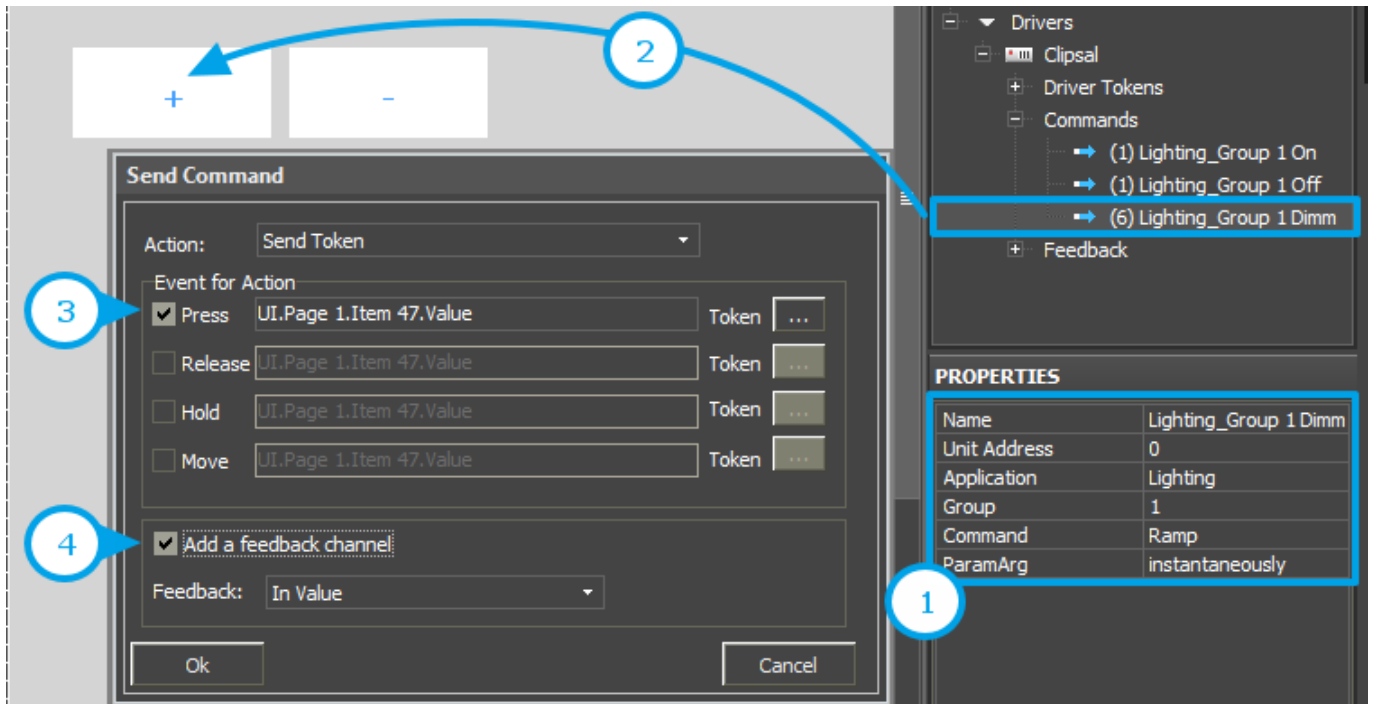 +
-
2
Send Command
Action:
Send Token
Event for Action
3
Press
UI.Page 1.Item 47.Value
Token
...
Release
UI.Page 1.Item 47.Value
Token
...
Hold
UI.Page 1.Item 47.Value
Token
...
Move
UI.Page 1.Item 47.Value
Token
...
4
Add a feedback channel
Feedback:
In Value
Ok
Cancel
Drivers
Clipsal
Driver Tokens
Commands
(1) Lighting_Group 1 On
(1) Lighting_Group 1 Off
(6) Lighting_Group 1 Dimm
Feedback
PROPERTIES
Name
Lighting_Group 1 Dimm
Unit Address
0
Application
Lighting
Group
1
Command
Ramp
ParamArg
instantaneously
1